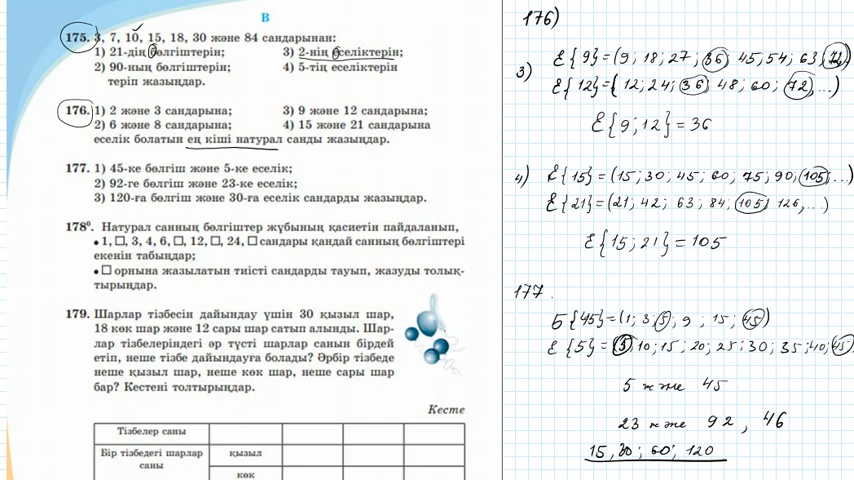 В
175. 3, 7, 10, 15, 18, 30 және 84 сандарынан:
1) 21-дің бөлгіштерін;
3) 2-нің еселіктерін;
2) 90-ның бөлгіштерін;
4) 5-тің еселіктерін
теріп жазыңдар.
176. 1) 2 және 3 сандарына;
3) 9 және 12 сандарына;
2) 6 және 8 сандарына;
4) 15 және 21 сандарына
еселік болатын ең кіші натурал санды жазыңдар.
177. 1) 45-ке бөлгіш және 5-ке еселік;
2) 92-ге бөлгіш және 23-ке еселік;
3) 120-ға бөлгіш және 30-ға еселік сандарды жазыңдар.
178⁰. Натурал санның бөлгіштер жұбының қасиетін пайдаланып,
• 1, □, 3, 4, 6, □, 12, □, 24, □ сандары қандай санның бөлгіштері
екенін табыңдар;
• □ орнына жазылатын тиісті сандарды тауып, жазуды толық-
тырыңдар.
179. Шарлар тізбесін дайындау үшін 30 қызыл шар,
18 көк шар және 12 сары шар сатып алынды. Шар-
лар тізбелеріндегі әр түсті шарлар санын бірдей
етіп, неше тізбе дайындауға болады? Әрбір тізбеде
неше қызыл шар, неше көк шар, неше сары шар
бар? Кестені толтырыңдар.
Кесте
Тізбелер саны
Бір тізбедегі шарлар
саны
қызыл
көк
176)
3) Е{9}=(9; 18; 27; 36; 45, 54; 63; 72,
Е{12}=(12; 24; 36; 48; 60; 72,...)
Е{9; 12} = 36
4) Е{15}=(15; 30; 45; 60; 75; 90; 105,...)
Е{21}=(21; 42; 63; 84, 105; 126,...)
Е{15; 21} = 105
177.
Б{45}=(1; 3; 5; 9; 15; 45)
Е{5}=(5; 10; 15; 20; 25; 30; 35; 40; 45
5 және 45
23 және 92, 46
15, 30; 60; 120